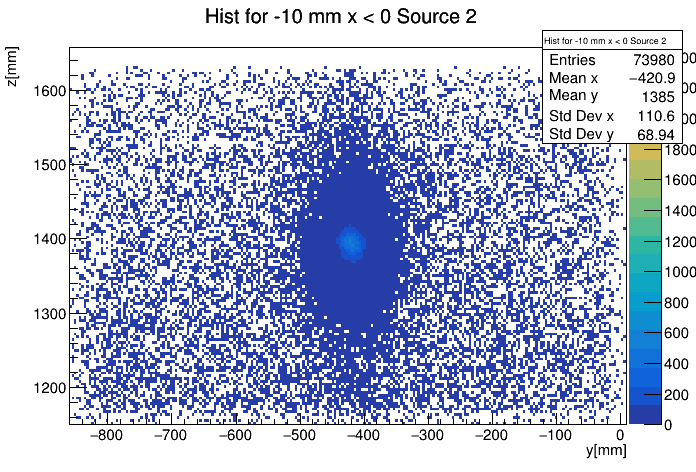 Hist for -10 mm x < 0 Source 2
z[mm]
Hist for -10 mm x < 0 Source 2
Entries 73980
Mean x −420.9
Mean y 1385
Std Dev x 110.6
Std Dev y 68.94
1600
1500
1400
1300
1200
−800 −700 −600 −500 −400 −300 −200 −100 0
y[mm]
1800
1600
1400
1200
1000
800
600
400
200
0